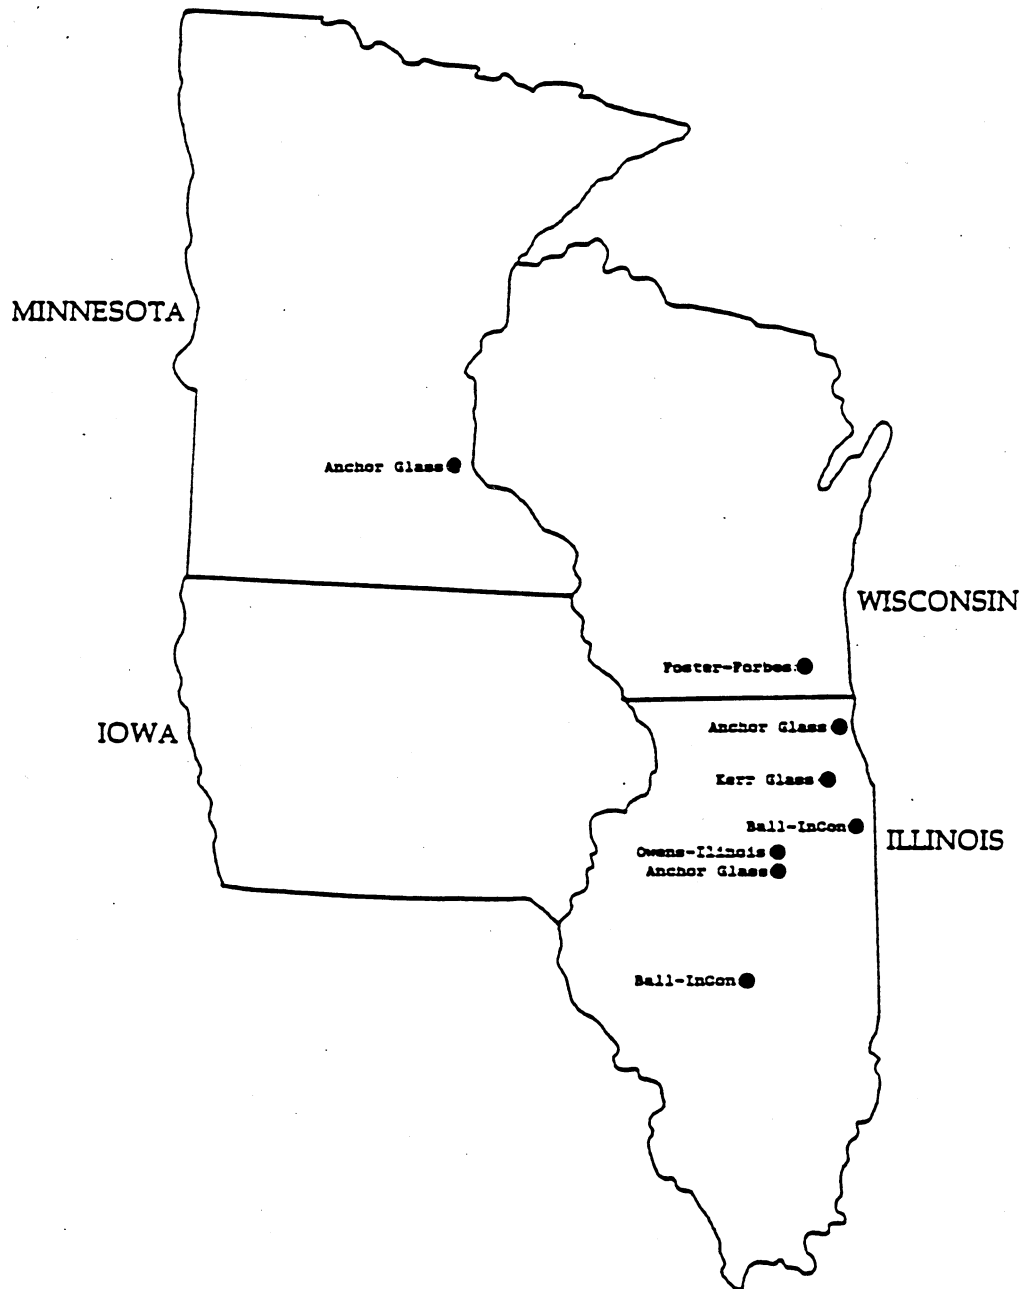 MINNESOTA
Anchor Glass
WISCONSIN
Foster-Forbes
Anchor Glass
IOWA
Kerr Glass
Ball-InCon
ILLINOIS
Owens-Ilinois
Anchor Glass
Ball-InCon